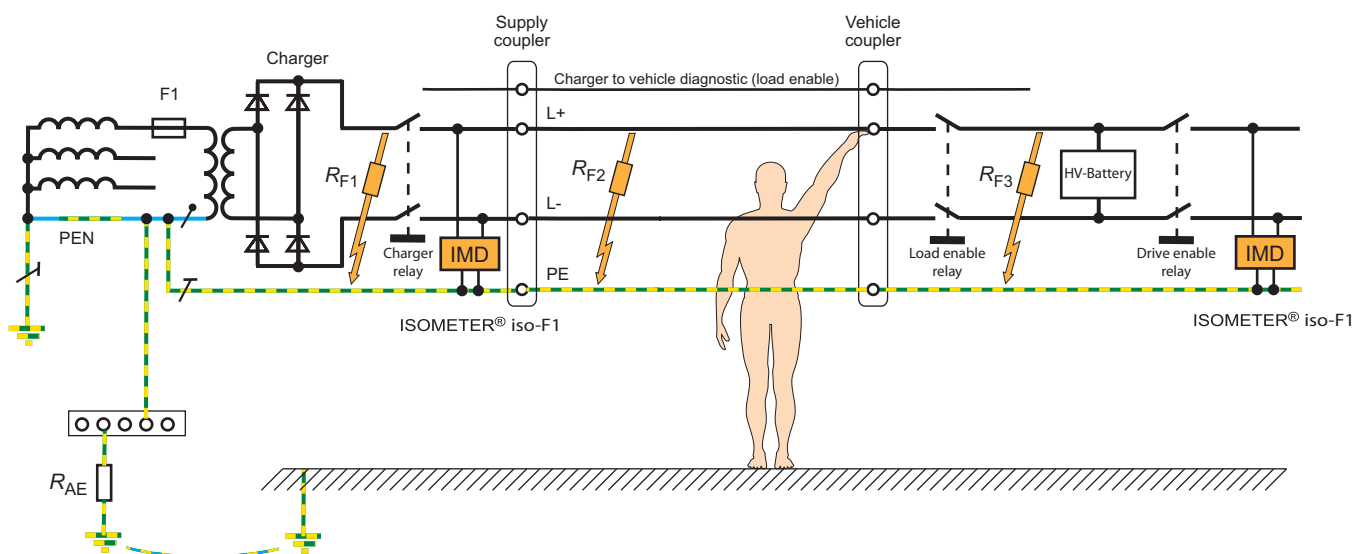 Supply
coupler
Vehicle
coupler
Charger
Charger to vehicle diagnostic (load enable)
F1
L+
RF1
RF2
RF3
HV-Battery
L-
PEN
IMD
Charger
relay
Load enable
relay
Drive enable
relay
IMD
PE
ISOMETER® iso-F1
ISOMETER® iso-F1
RAE